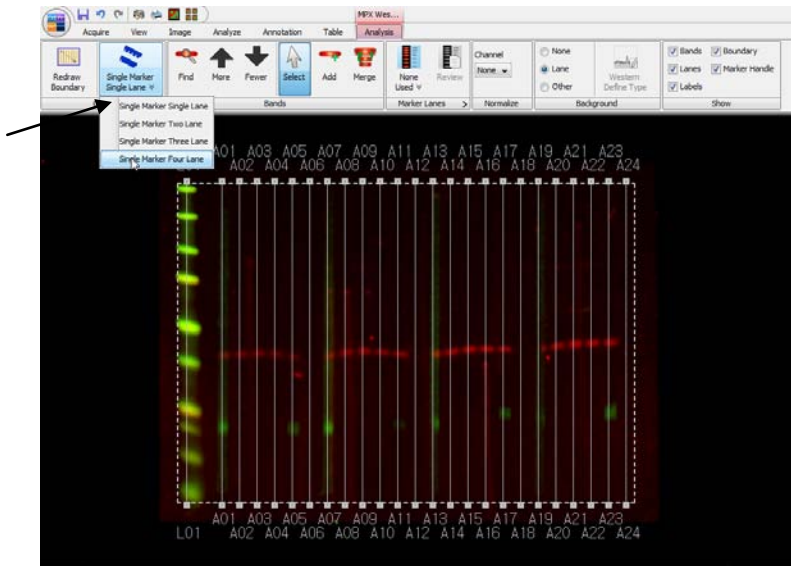 MPX Wes...
Acquire View Image Analyze Annotation Table Analysis
Redraw Boundary
Single Marker Single Lane
Find More Fewer Select Add Merge
None Used
Review
Channel
None
None
Lane
Other
Western Define Type
Bands Boundary
Lanes Marker Handle
Labels
Bands Marker Lanes Normalize Background Show
Single Marker Single Lane
Single Marker Two Lane
Single Marker Three Lane
Single Marker Four Lane
A01 A03 A05 A07 A09 A11 A13 A15 A17 A19 A21 A23
L01 A02 A04 A06 A08 A10 A12 A14 A16 A18 A20 A22 A24
A01 A03 A05 A07 A09 A11 A13 A15 A17 A19 A21 A23
L01 A02 A04 A06 A08 A10 A12 A14 A16 A18 A20 A22 A24